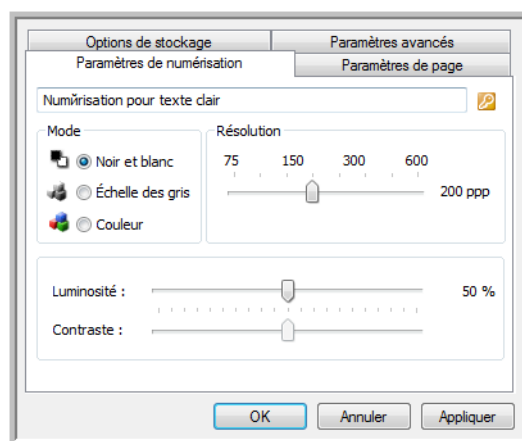 Options de stockage Paramètres avancés
Paramètres de numérisation Paramètres de page
Numĭrisation pour texte clair
Mode Résolution
75 150 300 600
Noir et blanc
Échelle des gris 200 ppp
Couleur
Luminosité : 50 %
Contraste :
OK Annuler Appliquer